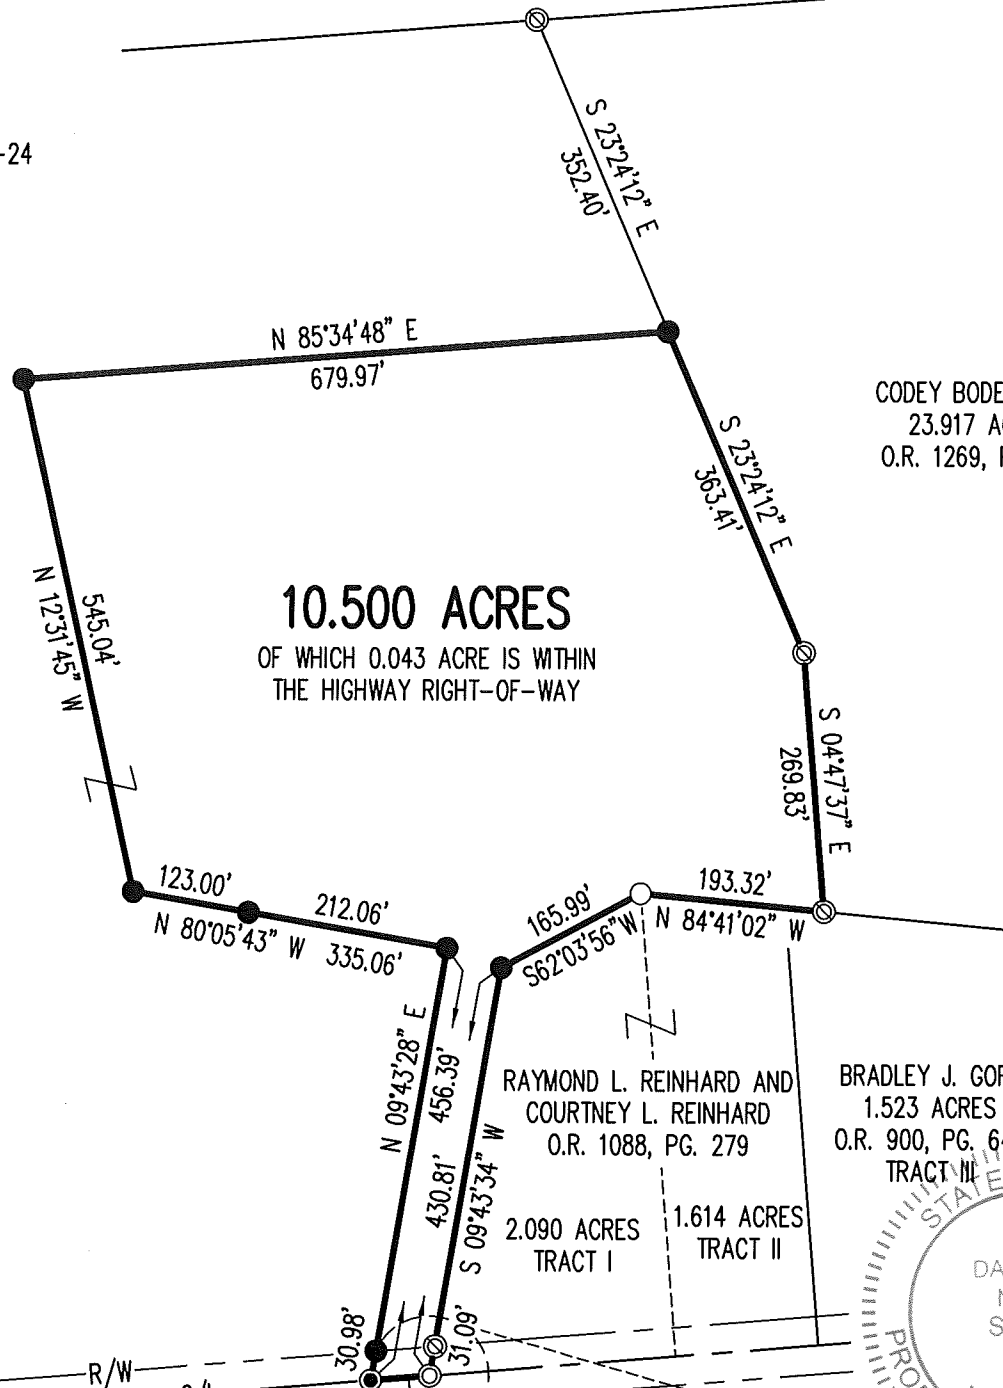 S 23°24'12" E
352.40'
-24
N 85°34'48" E
679.97'
CODEY BODE
23.917 A
O.R. 1269,
S 23°24'12" E
363.41'
N 12°31'45" W
545.04'
10.500 ACRES
OF WHICH 0.043 ACRE IS WITHIN
THE HIGHWAY RIGHT-OF-WAY
S 04°47'37" E
269.83'
123.00'
212.06'
N 80°05'43" W 335.06'
165.99'
S62°03'56"W
193.32'
N 84°41'02" W
N 09°43'28" E
456.39'
430.81'
S 09°43'34" W
RAYMOND L. REINHARD AND
COURTNEY L. REINHARD
O.R. 1088, PG. 279
2.090 ACRES
TRACT I
1.614 ACRES
TRACT II
BRADLEY J. GO
1.523 ACRES
O.R. 900, PG. 6
TRACT III
STATE
DA
PRO
30.98'
31.09'
R/W